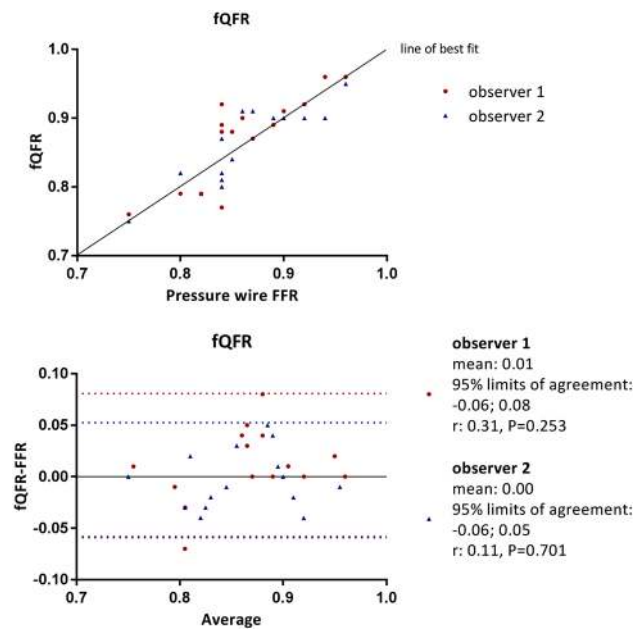 fQFR
1.0
0.9
0.8
0.7
fQFR
0.7
0.8
0.9
1.0
Pressure wire FFR
line of best fit
observer 1
observer 2
fQFR
0.10
0.05
0.00
-0.05
-0.10
fQFR-FFR
0.7
0.8
0.9
1.0
Average
observer 1
mean: 0.01
95% limits of agreement:
-0.06; 0.08
r: 0.31, P=0.253
observer 2
mean: 0.00
95% limits of agreement:
-0.06; 0.05
r: 0.11, P=0.701